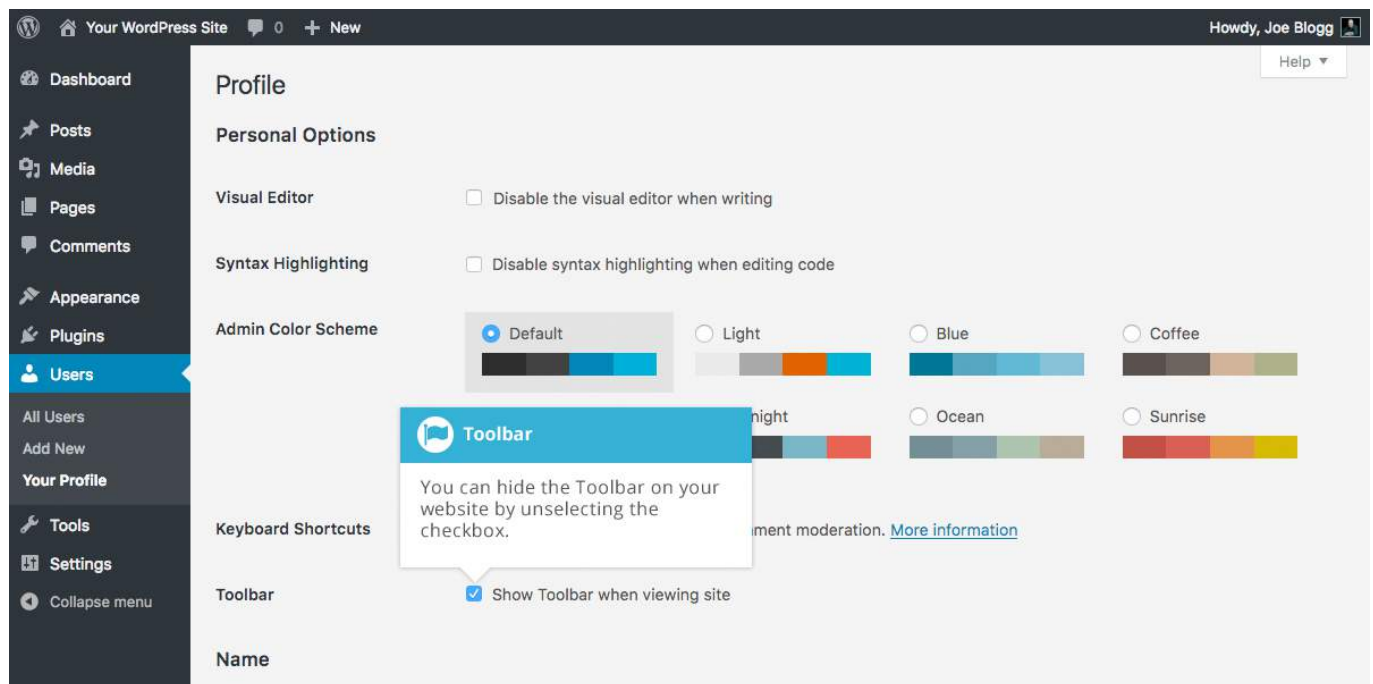 Your WordPress Site 0 + New Howdy, Joe Blogg
Help
Dashboard
Posts
Media
Pages
Comments
Appearance
Plugins
Users
All Users
Add New
Your Profile
Tools
Settings
Collapse menu
Profile
Personal Options
Visual Editor Disable the visual editor when writing
Syntax Highlighting Disable syntax highlighting when editing code
Admin Color Scheme Default Light Blue Coffee
Ocean Sunrise
Toolbar
You can hide the Toolbar on your
website by unselecting the
checkbox.
Keyboard Shortcuts moderation. More information
Toolbar Show Toolbar when viewing site
Name